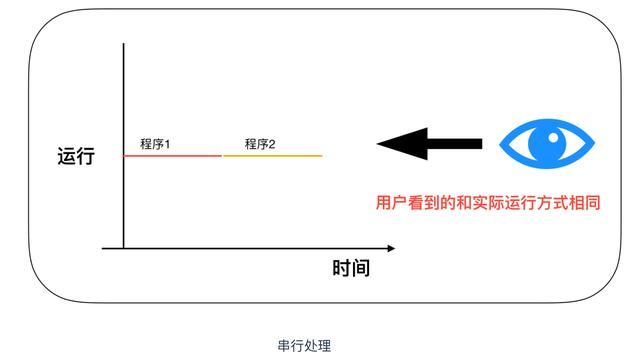 程序1
程序2
运行
用户看到的和实际运行方式相同
时间
串行处理